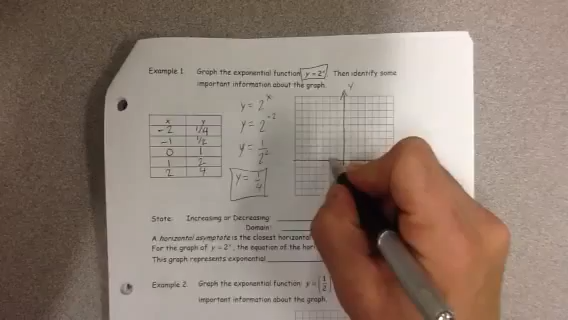 Example 1 Graph the exponential function y = 2ˣ. Then identify some
important information about the graph.
y = 2ˣ
y = 2⁻²
y = 1/2²
y = 1/4
x y
-2 1/4
-1 1/2
0 1
1 2
2 4
y
State: Increasing or Decreasing:
Domain:
A horizontal asymptote is the closest horizontal
For the graph of y = 2ˣ, the equation of the hor
This graph represents exponential
Example 2 Graph the exponential function y = (1/2)
important information about the graph.